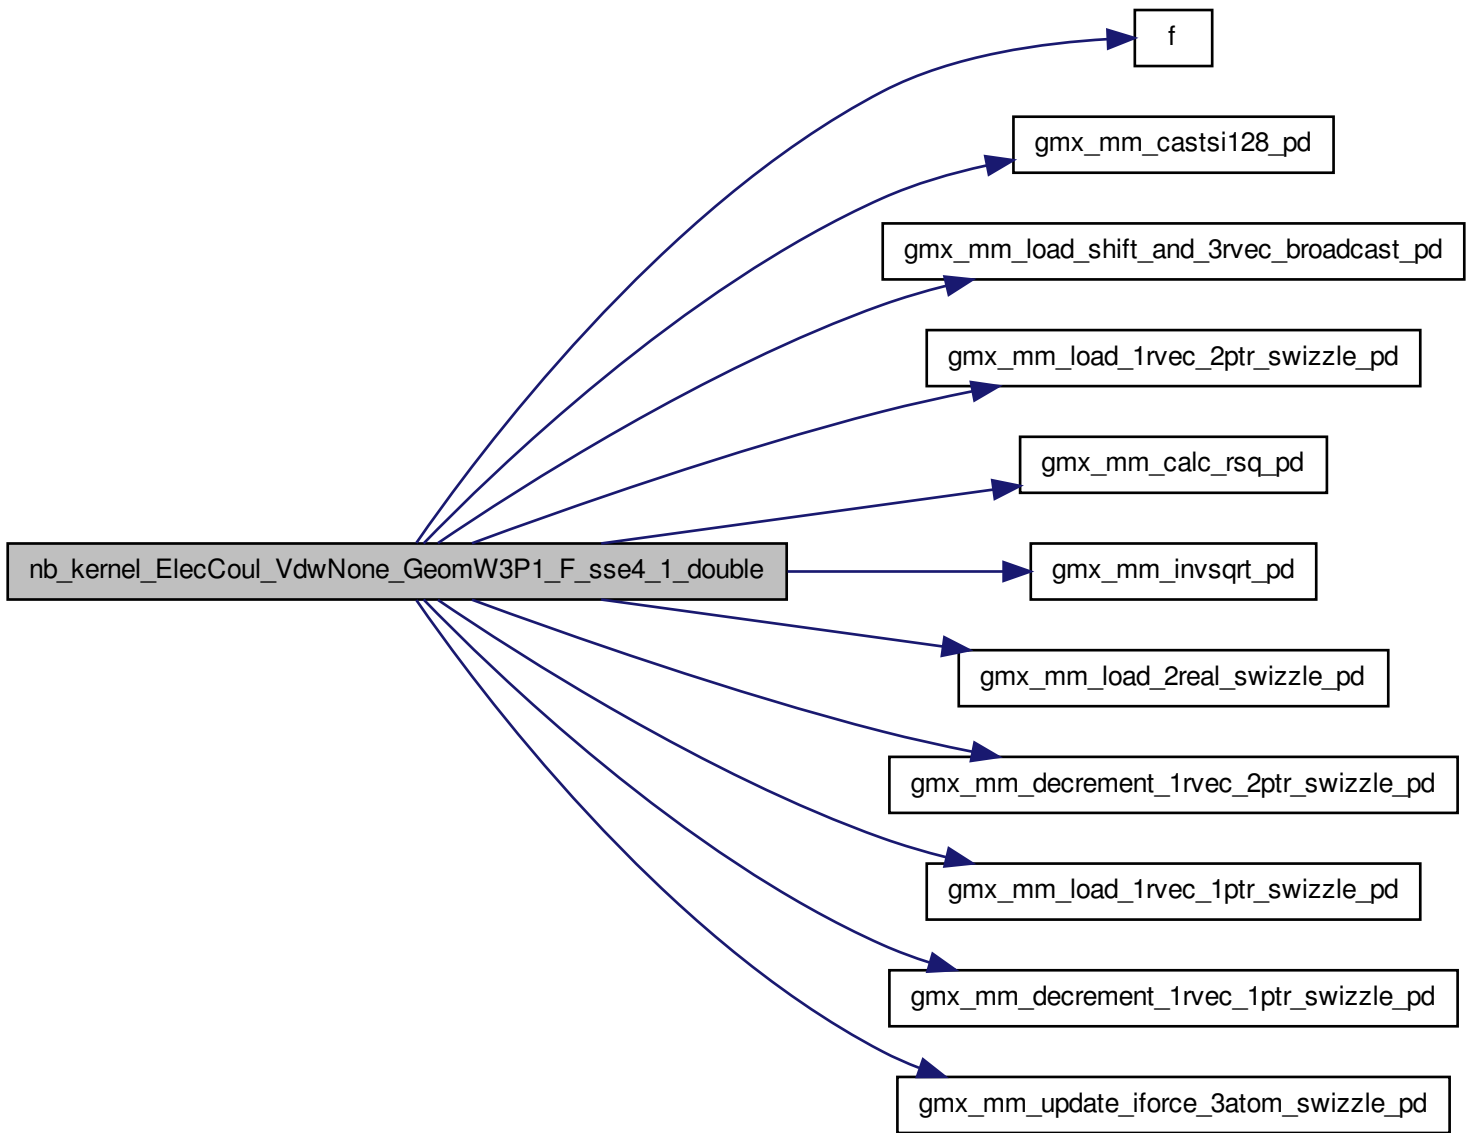 f
gmx_mm_castsi128_pd
gmx_mm_load_shift_and_3rvec_broadcast_pd
gmx_mm_load_1rvec_2ptr_swizzle_pd
gmx_mm_calc_rsq_pd
nb_kernel_ElecCoul_VdwNone_GeomW3P1_F_sse4_1_double
gmx_mm_invsqrt_pd
gmx_mm_load_2real_swizzle_pd
gmx_mm_decrement_1rvec_2ptr_swizzle_pd
gmx_mm_load_1rvec_1ptr_swizzle_pd
gmx_mm_decrement_1rvec_1ptr_swizzle_pd
gmx_mm_update_iforce_3atom_swizzle_pd